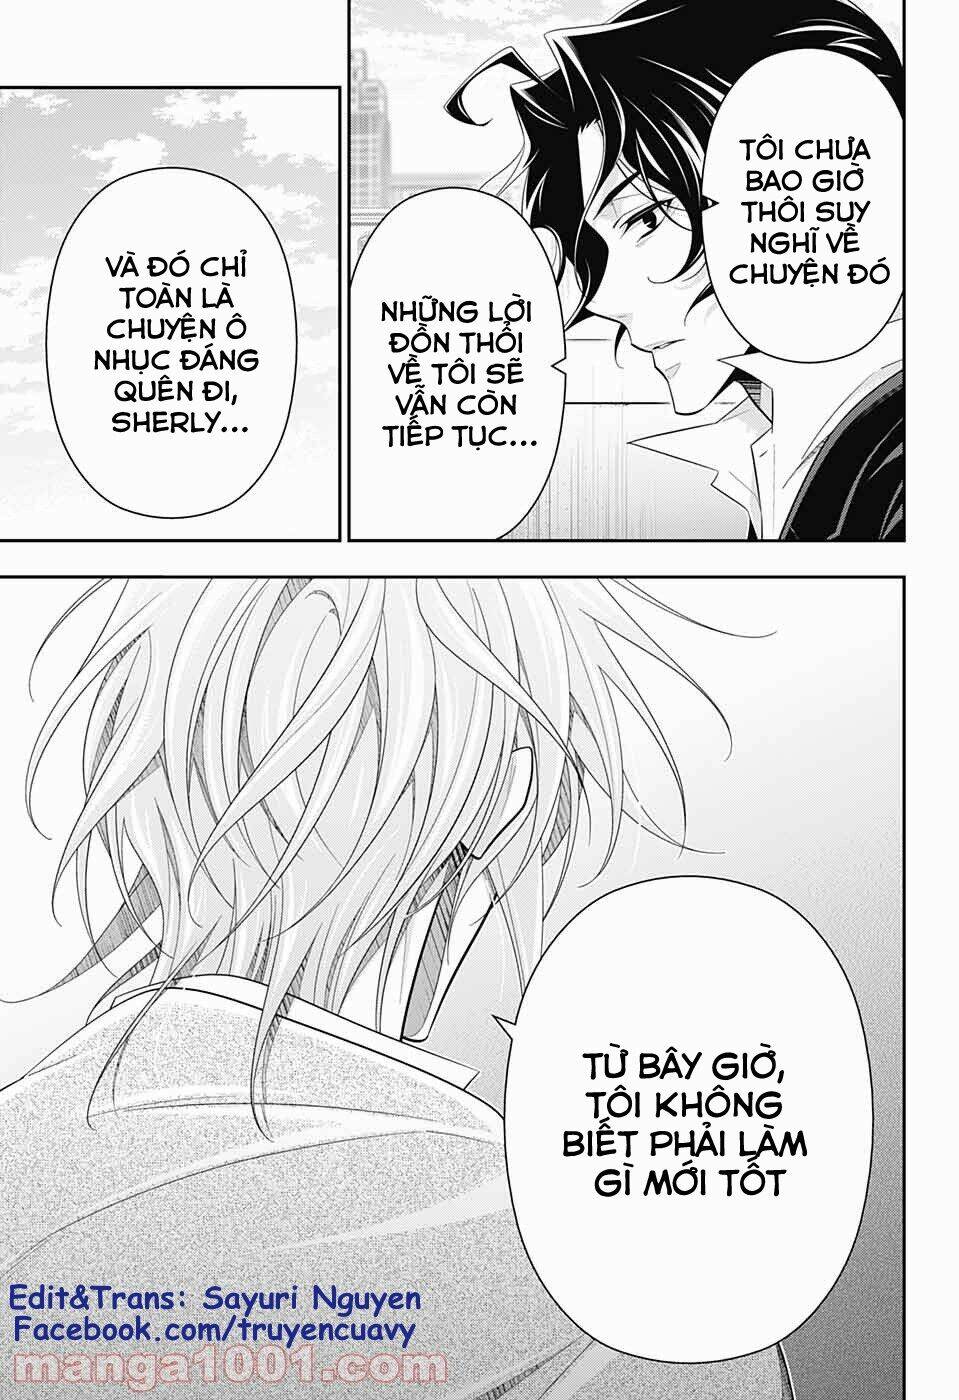 TÔI CHƯA
BAO GIỜ
THÔI SUY
NGHĨ VỀ
CHUYỆN ĐÓ
NHỮNG LỜI
ĐỒN THỔI
VỀ TÔI SẼ
VẪN CÒN
TIẾP TỤC...
VÀ ĐÓ CHỈ
TOÀN LÀ
CHUYỆN Ô
NHỤC ĐÁNG
QUÊN ĐI,
SHERLY...
TỪ BÂY GIỜ,
TÔI KHÔNG
BIẾT PHẢI LÀM
GÌ MỚI TỐT
Edit&Trans: Sayuri Nguyen
Facebook.com/truyencuavy
manga1001.com